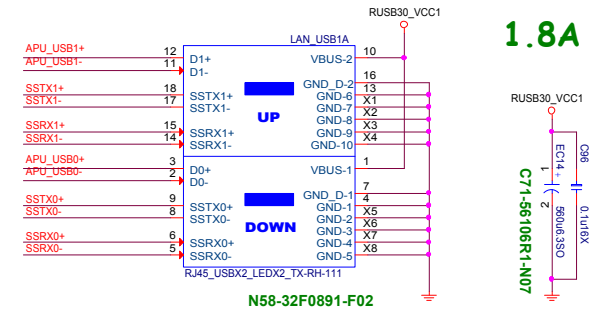 RUSB30_VCC1
1.8A
LAN_USB1A
APU_USB1+ 12 D1+ VBUS-2 10
APU_USB1- 11 D1-
GND_D-2 16
SSTX1+ 18 SSTX1+ GND-6 13
SSTX1- 17 SSTX1- GND-7 X1
GND-8 X2
UP
SSRX1+ 15 SSRX1+ GND-9 X3
SSRX1- 14 SSRX1- GND-10 X4
APU_USB0+ 3 D0+ VBUS-1 1
APU_USB0- 2 D0-
GND_D-1 7
SSTX0+ 9 SSTX0+ GND-1 4
SSTX0- 8 SSTX0- GND-2 X5
GND-3 X6
DOWN
SSRX0+ 6 SSRX0+ GND-4 X7
SSRX0- 5 SSRX0- GND-5 X8
RJ45_USBX2_LEDX2_TX-RH-111
N58-32F0891-F02
RUSB30_VCC1
C71-56106R1-N07
1 + 2
EC14
560u6.3SO
C96
0.1u16X